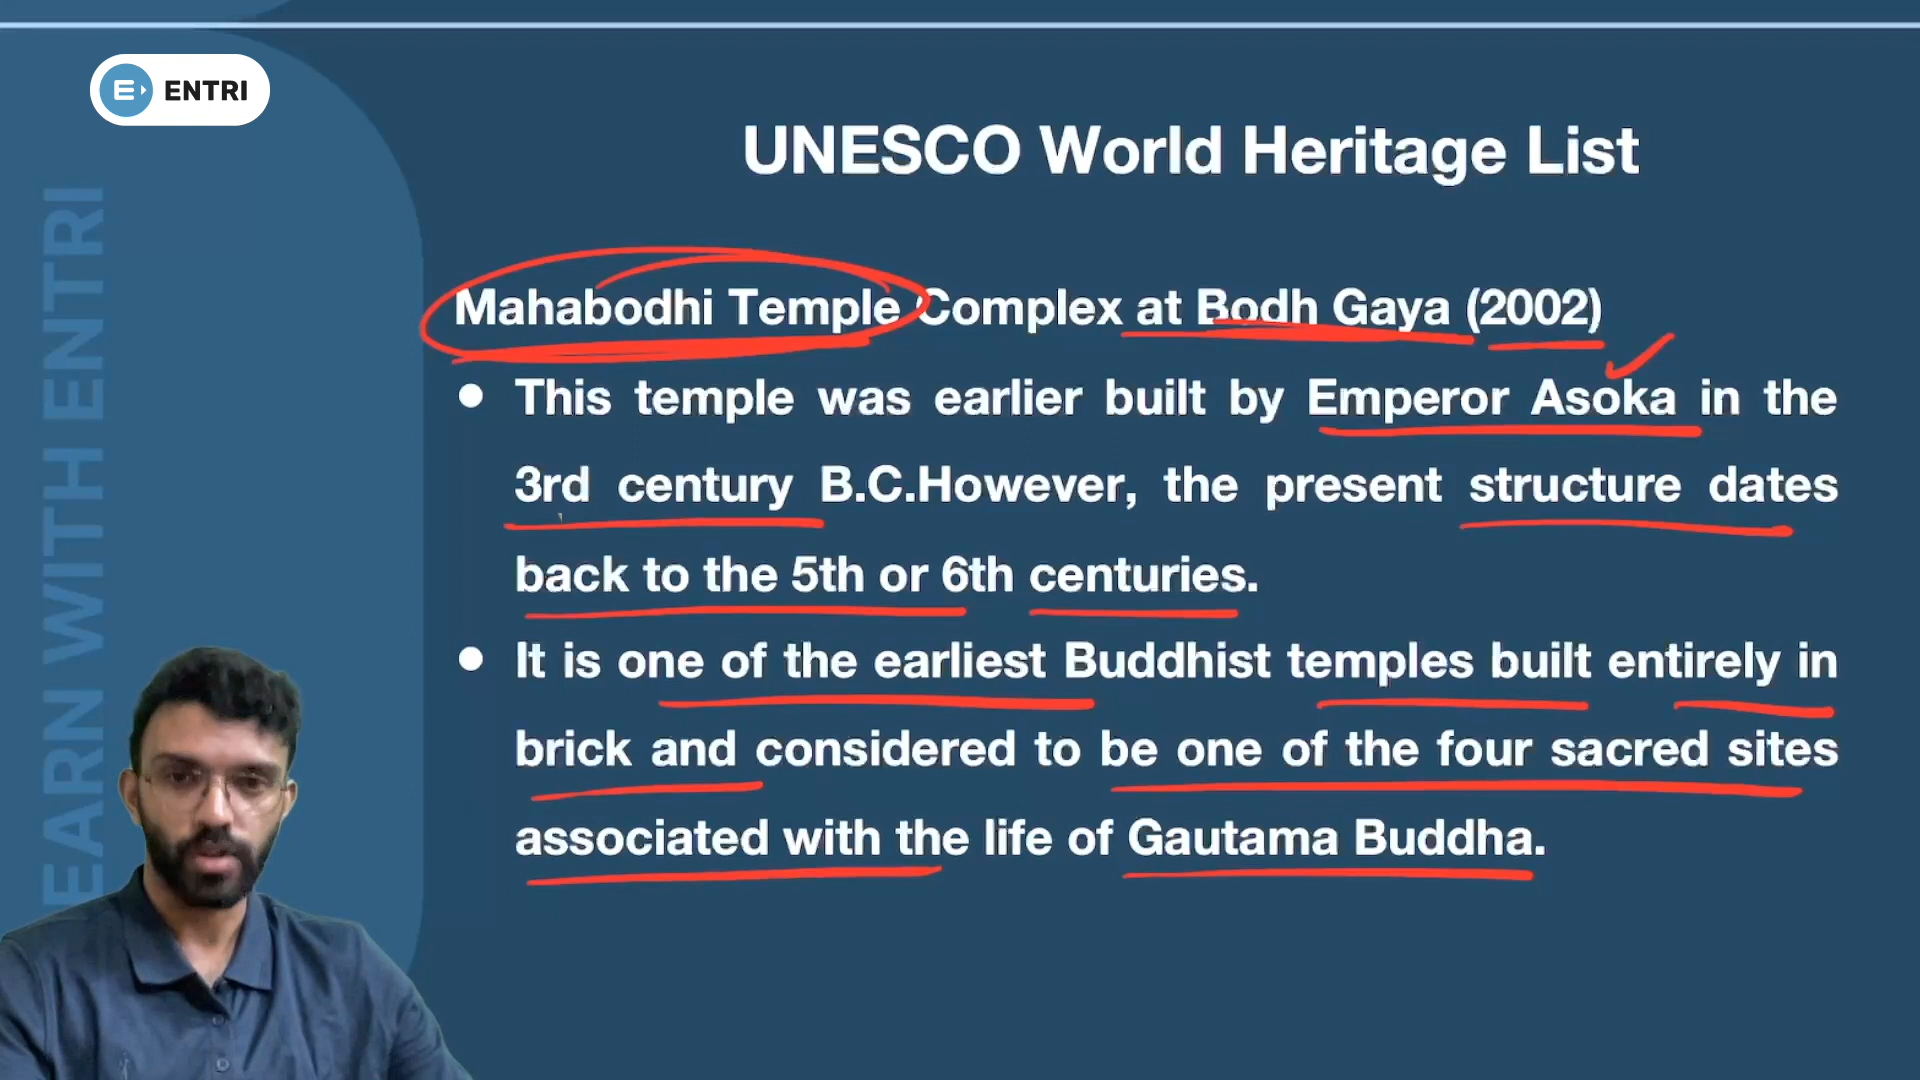 ENTRI
UNESCO World Heritage List
Mahabodhi Temple Complex at Bodh Gaya (2002)
● This temple was earlier built by Emperor Asoka in the
3rd century B.C.However, the present structure dates
back to the 5th or 6th centuries.
● It is one of the earliest Buddhist temples built entirely in
brick and considered to be one of the four sacred sites
associated with the life of Gautama Buddha.
EARN WITH ENTRI